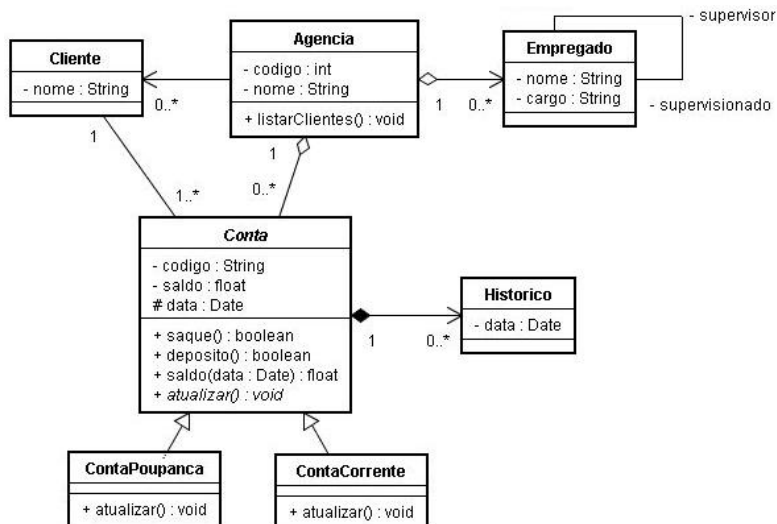 - supervisor
Cliente
- nome : String
Agencia
- codigo : int
- nome : String
+ listarClientes() : void
Empregado
- nome : String
- cargo : String
- supervisionado
0..*
1
0..*
1
1
1..*
0..*
Conta
- codigo : String
- saldo : float
# data : Date
+ saque() : boolean
+ deposito() : boolean
+ saldo(data : Date) : float
+ atualizar() : void
1
0..*
Historico
- data : Date
ContaPoupanca
+ atualizar() : void
ContaCorrente
+ atualizar() : void